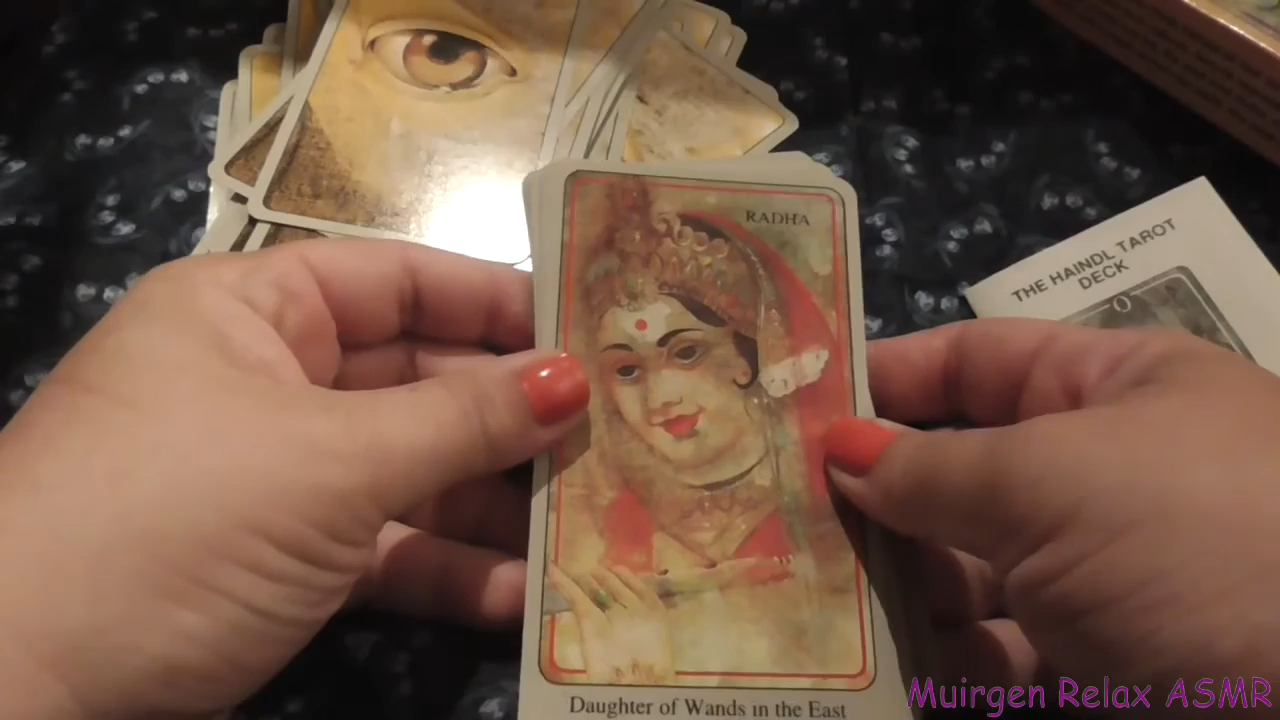 RADHA
THE HAINDL TAROT
DECK
0
Daughter of Wands in the East
Muirgen Relax ASMR